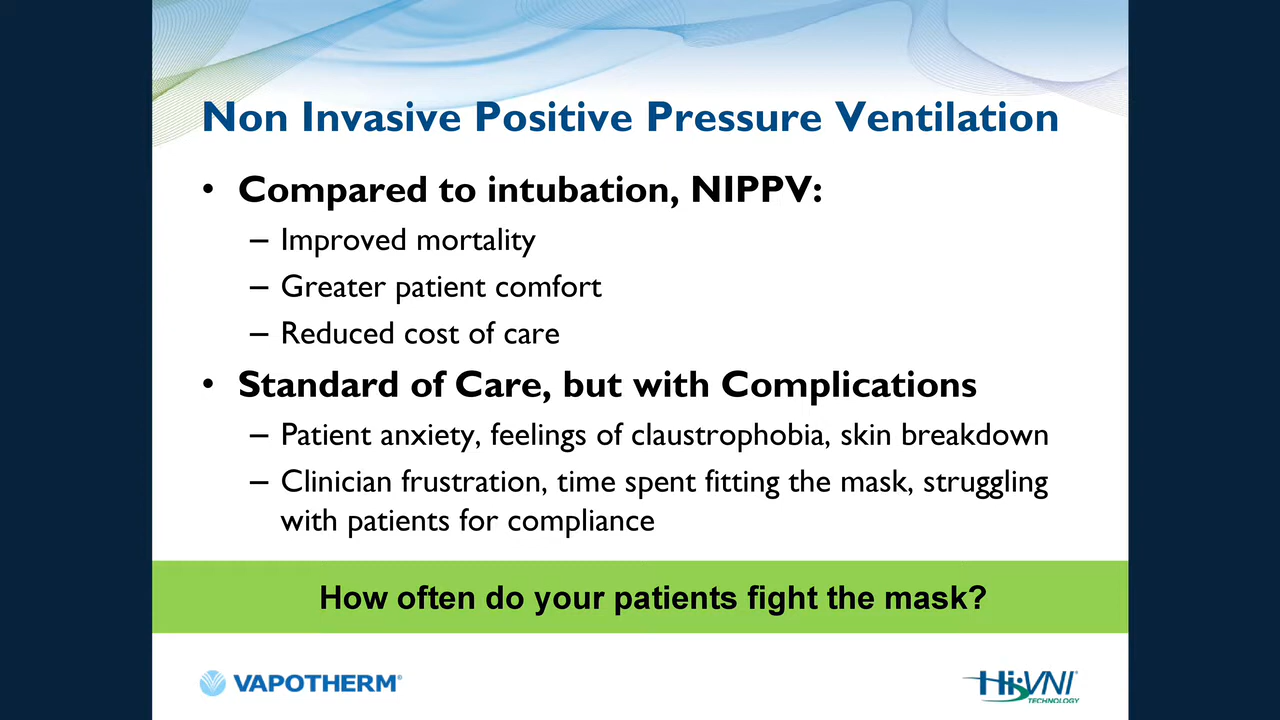 Non Invasive Positive Pressure Ventilation
• Compared to intubation, NIPPV:
– Improved mortality
– Greater patient comfort
– Reduced cost of care
• Standard of Care, but with Complications
– Patient anxiety, feelings of claustrophobia, skin breakdown
– Clinician frustration, time spent fitting the mask, struggling
with patients for compliance
How often do your patients fight the mask?
VAPOTHERM®
Hi-VNI®
TECHNOLOGY